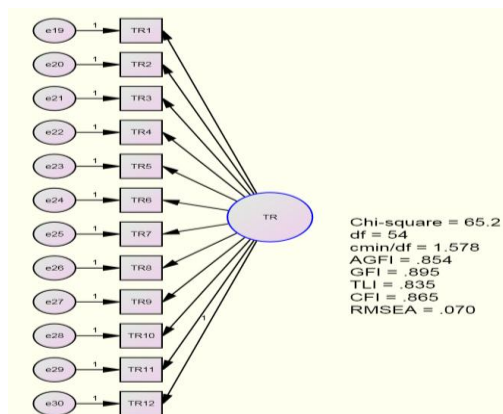 e19 1 TR1
e20 1 TR2
e21 1 TR3
e22 1 TR4
e23 1 TR5
e24 1 TR6
e25 1 TR7
e26 1 TR8
e27 1 TR9
e28 1 TR10
e29 1 TR11
e30 1 TR12
TR
1
Chi-square = 65.2
df = 54
cmin/df = 1.578
AGFI = .854
GFI = .895
TLI = .835
CFI = .865
RMSEA = .070